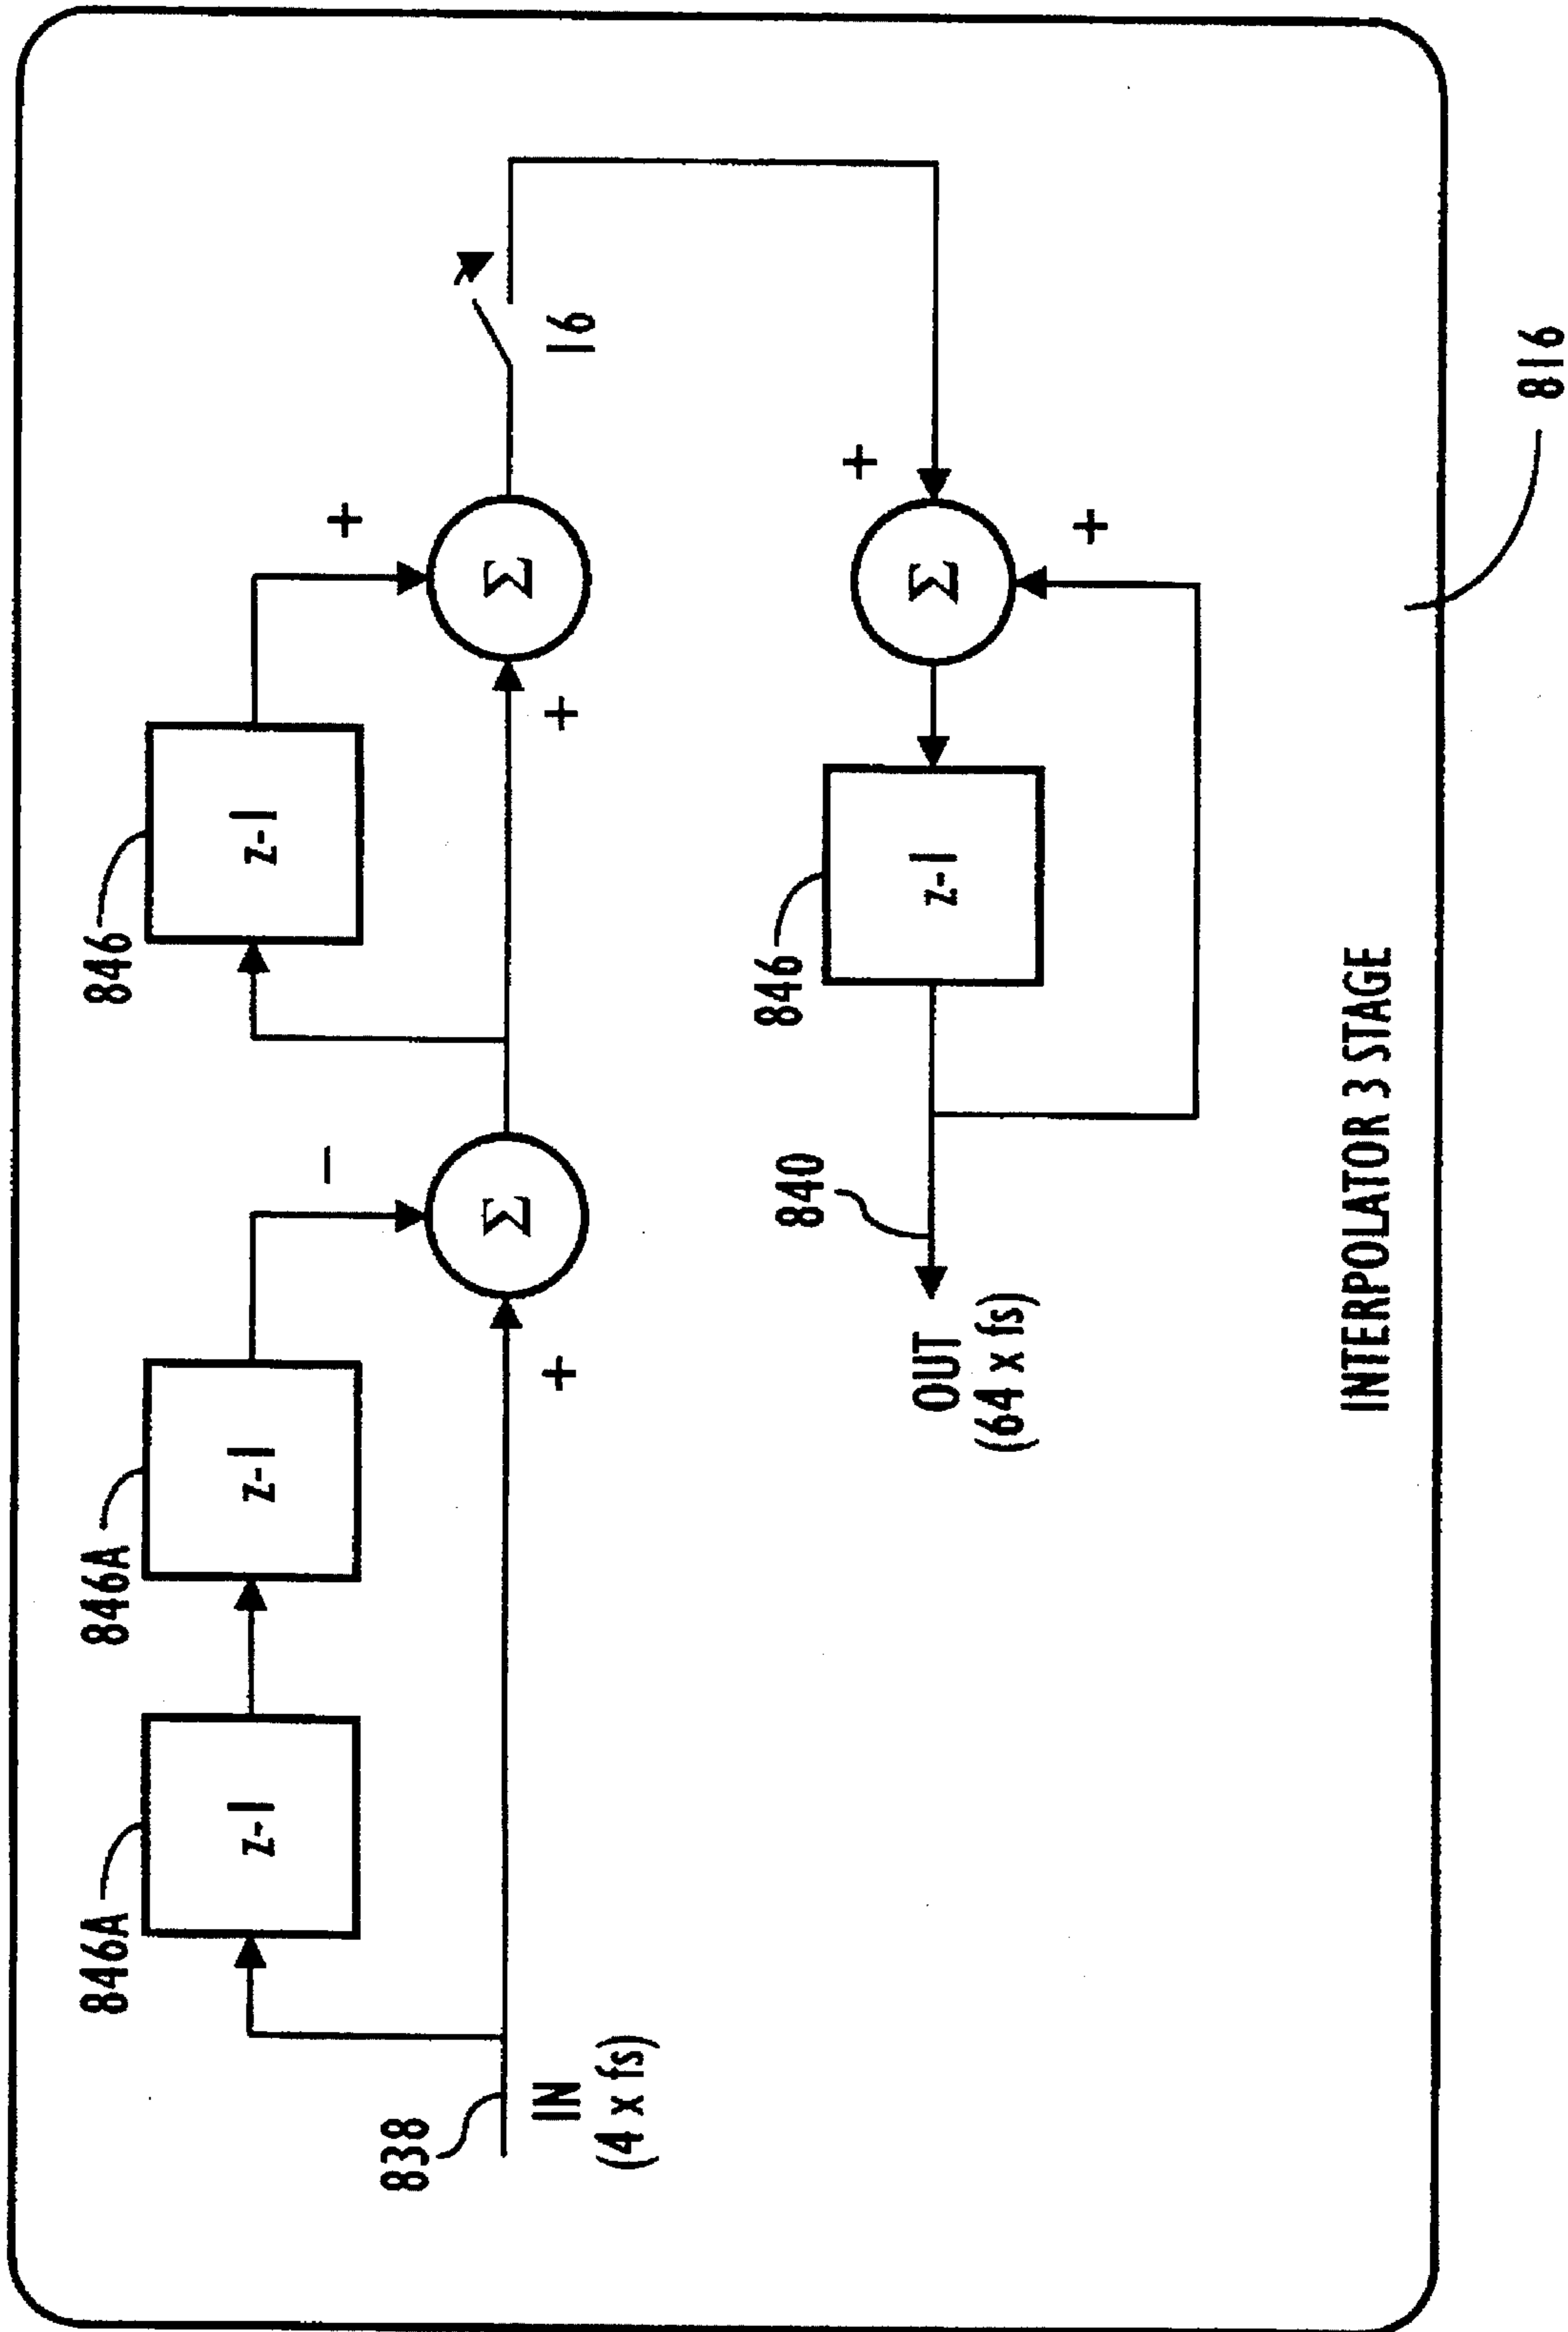 846A
846A
846
z-1
z-1
z-1
−
+
838
Σ
Σ
16
+
+
IN
(4 x fs)
840
846
+
OUT
(64 x fs)
z-1
Σ
+
INTERPOLATOR 3 STAGE
816